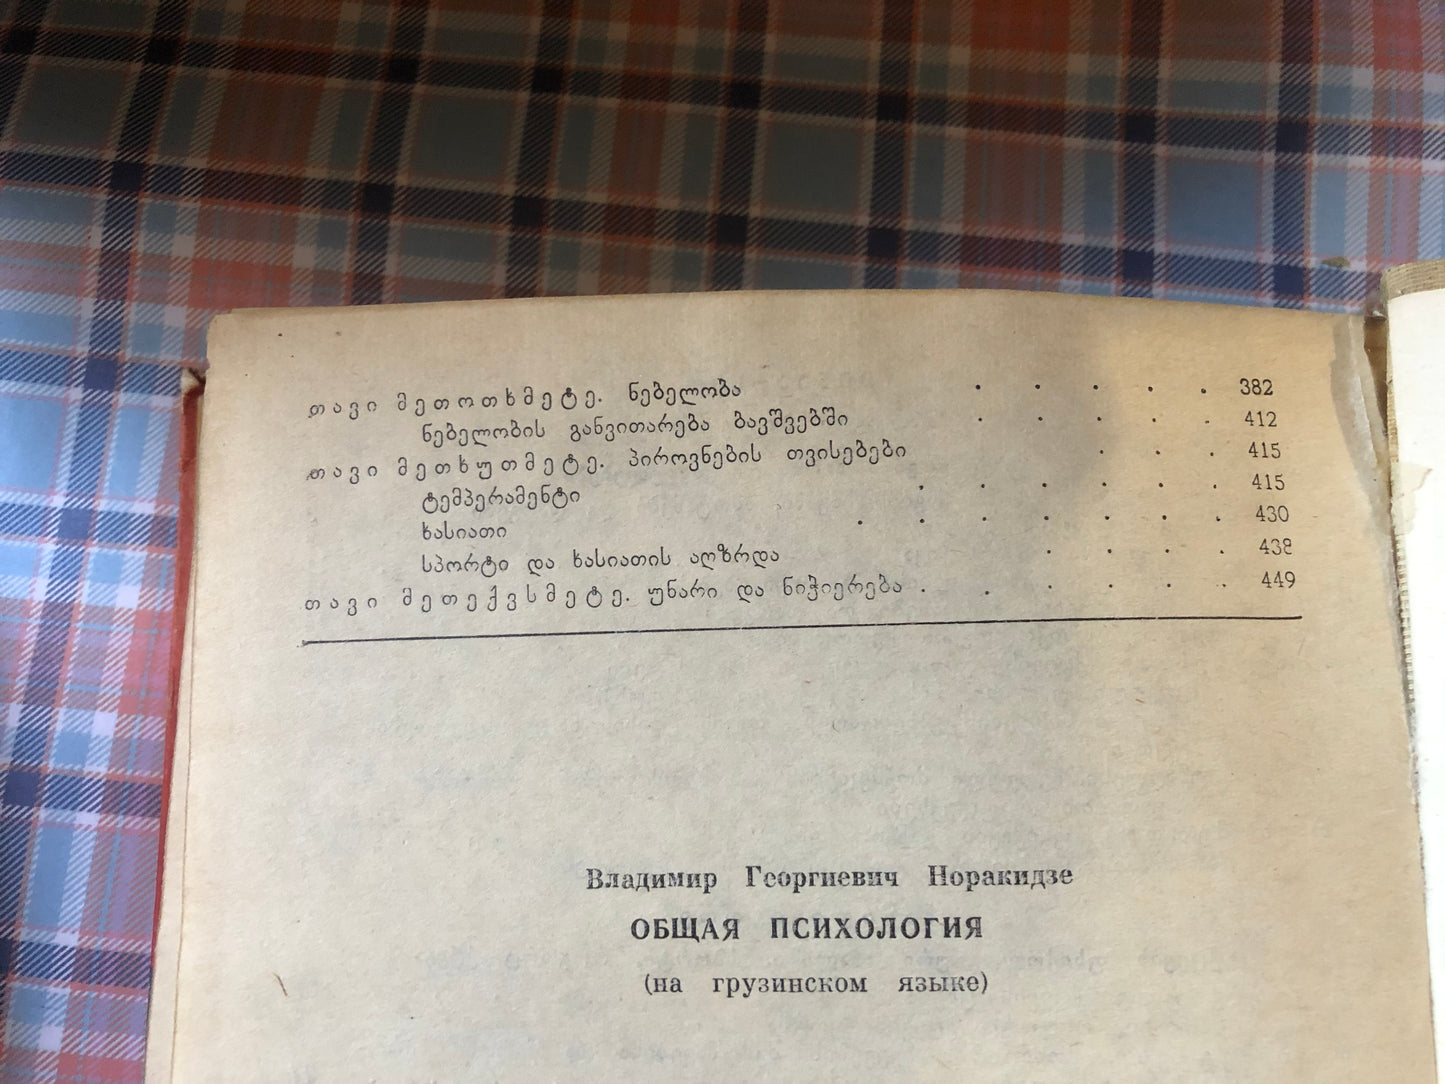 თავი მეთოთხმეტე. ნებელობა . . . . . 382
ნებელობის განვითარება ბავშვებში . . . . . 412
თავი მეთხუთმეტე. პიროვნების თვისებები . . . 415
ტემპერამენტი . . . . . . 415
ხასიათი . . . . . . . 430
სპორტი და ხასიათის აღზრდა . . . . 438
თავი მეთექვსმეტე. უნარი და ნიჭიერება . . . . . . 449
Владимир Георгиевич Норакидзе
ОБЩАЯ ПСИХОЛОГИЯ
(на грузинском языке)